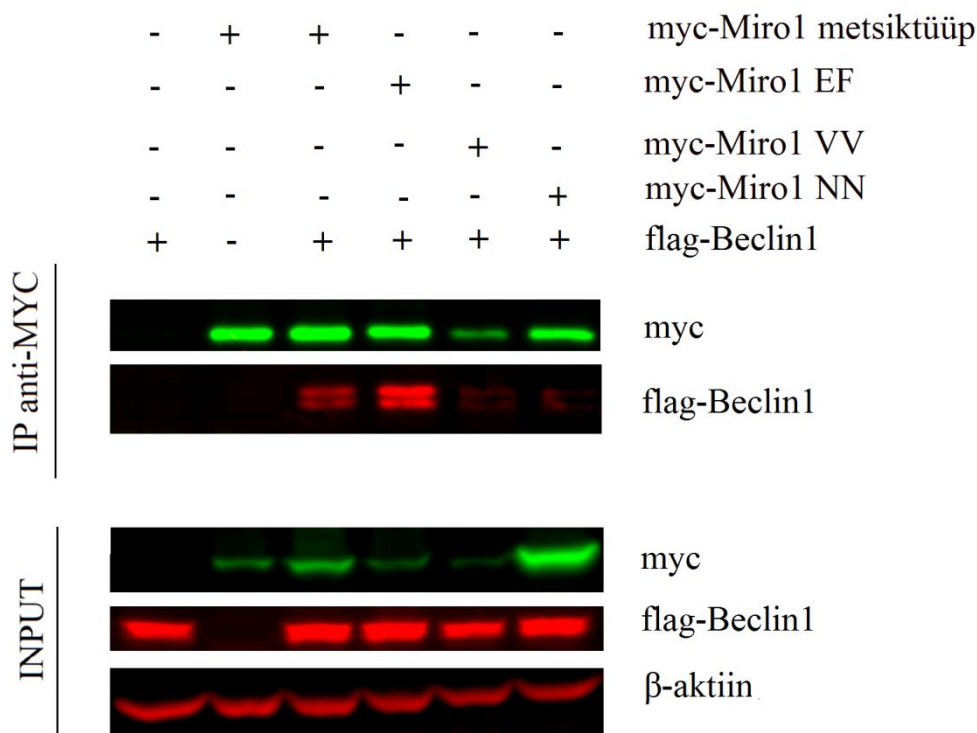 - + + - - - myc-Miro1 metsiktüüp
- - - + - - myc-Miro1 EF
- - - - + - myc-Miro1 VV
- - - - - + myc-Miro1 NN
+ - + + + + flag-Beclin1
IP anti-MYC
myc
flag-Beclin1
INPUT
myc
flag-Beclin1
β-aktiin